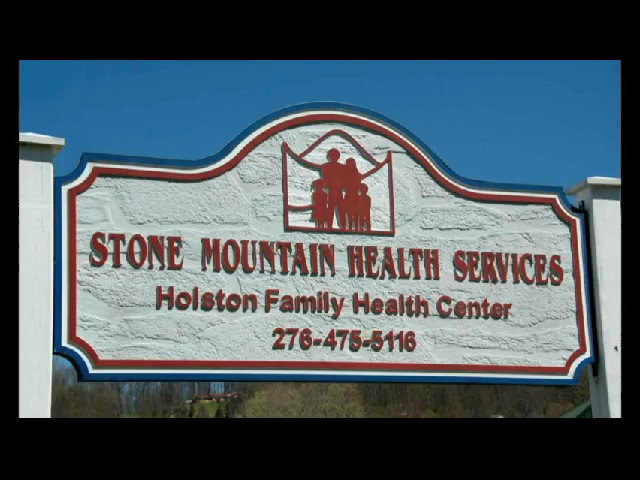 STONE MOUNTAIN HEALTH SERVICES
Holston Family Health Center
276-475-5116